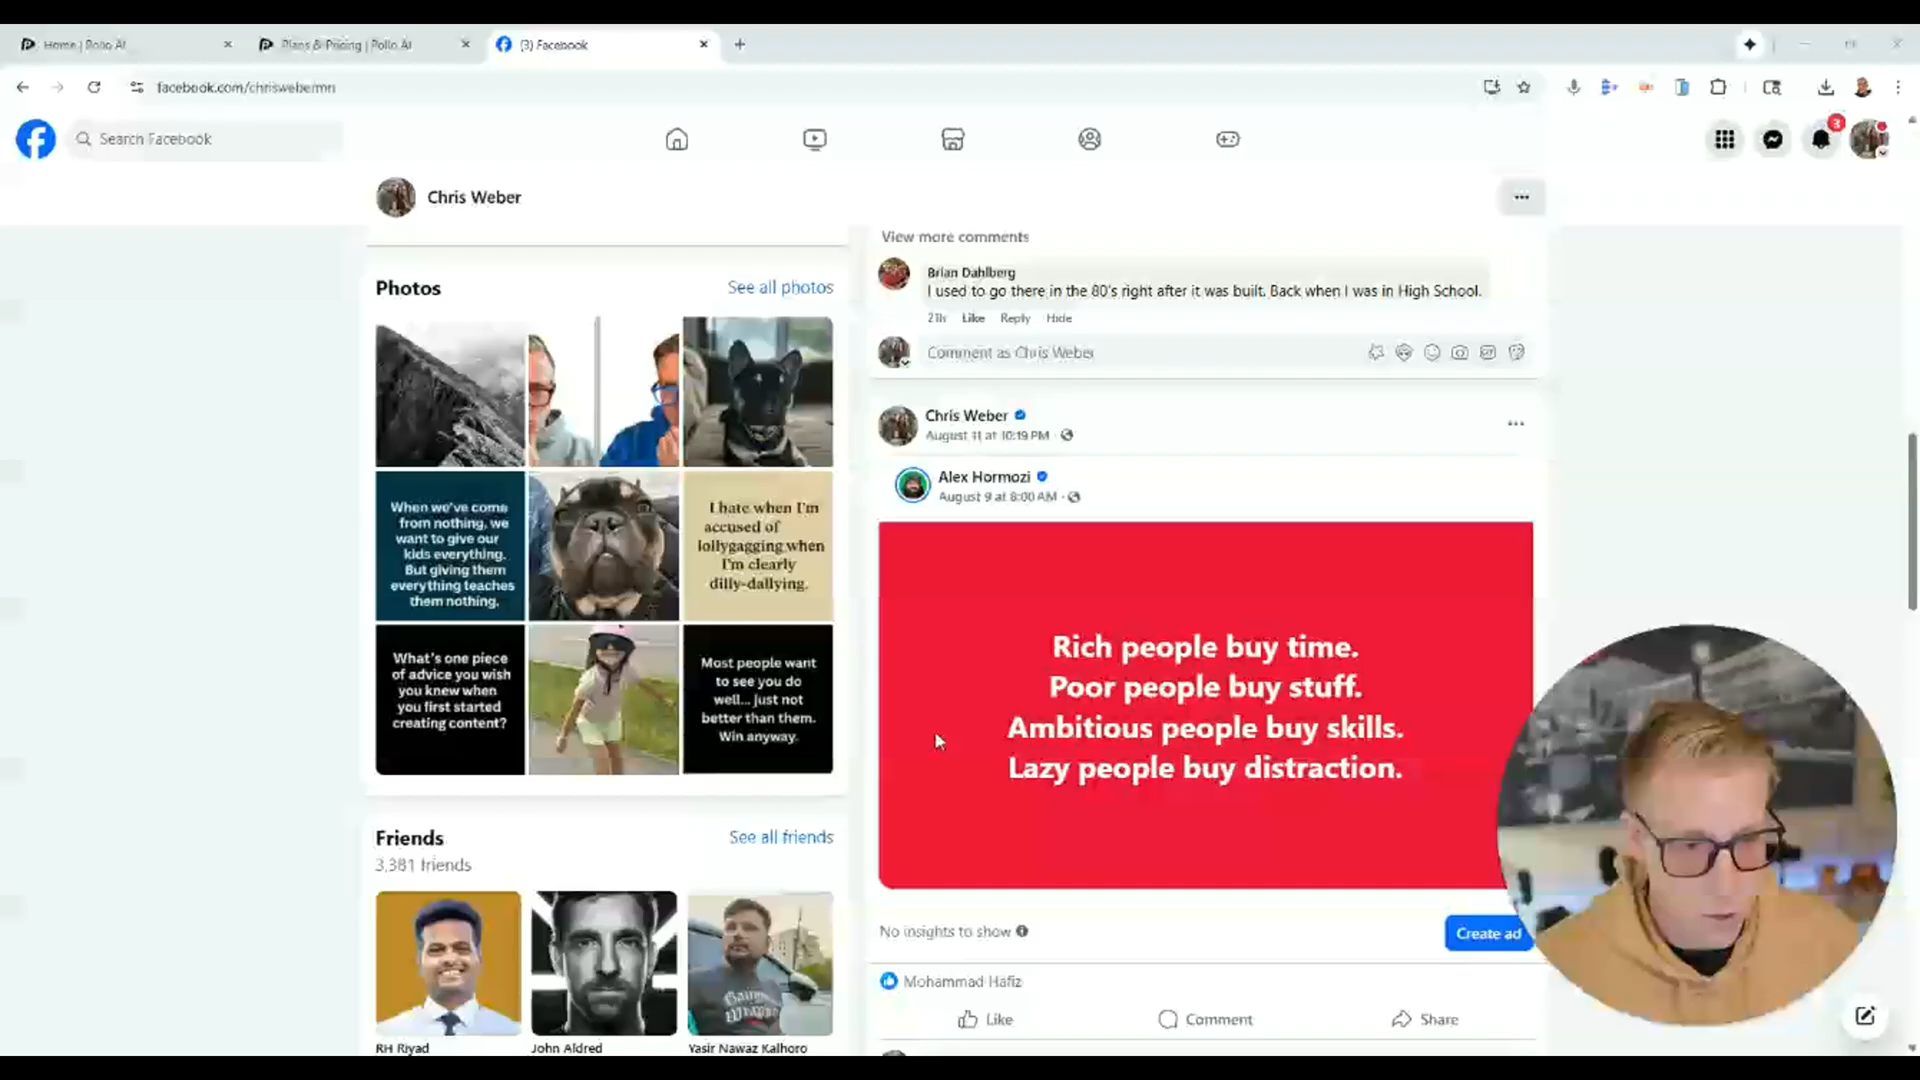 Home | Pollo AI
Plans & Pricing | Pollo AI
(3) Facebook
facebook.com/chriswebermn
Search Facebook
3
Chris Weber
Photos
See all photos
When we've come
from nothing, we
want to give our
kids everything.
But giving them
everything teaches
them nothing.
I hate when I'm
accused of
lollygagging when
I'm clearly
dilly-dallying.
What's one piece
of advice you wish
you knew when
you first started
creating content?
Most people want
to see you do
well... just not
better than them.
Win anyway.
Friends
See all friends
3,381 friends
RH Riyad
John Aldred
Yasir Nawaz Kalhoro
View more comments
Brian Dahlberg
I used to go there in the 80's right after it was built. Back when I was in High School.
21h Like Reply Hide
Comment as Chris Weber
Chris Weber
August 11 at 10:19 PM
Alex Hormozi
August 9 at 8:00 AM
Rich people buy time.
Poor people buy stuff.
Ambitious people buy skills.
Lazy people buy distraction.
No insights to show
Create ad
Mohammad Hafiz
Like
Comment
Share